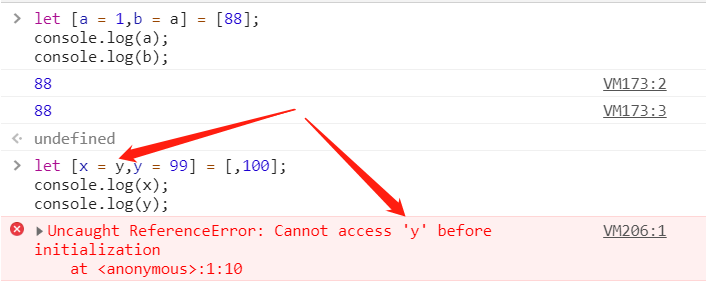 > let [a = 1,b = a] = [88];
console.log(a);
console.log(b);
88 VM173:2
88 VM173:3
undefined
> let [x = y,y = 99] = [,100];
console.log(x);
console.log(y);
Uncaught ReferenceError: Cannot access 'y' before VM206:1
initialization
at <anonymous>:1:10